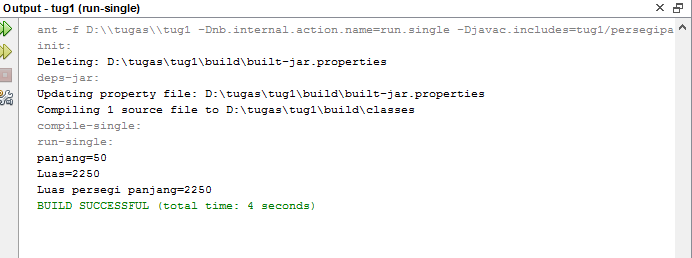 Output - tug1 (run-single)
ant -f D:\\tugas\\tug1 -Dnb.internal.action.name=run.single -Djavac.includes=tug1/persegipa
init:
Deleting: D:\tugas\tug1\build\built-jar.properties
deps-jar:
Updating property file: D:\tugas\tug1\build\built-jar.properties
Compiling 1 source file to D:\tugas\tug1\build\classes
compile-single:
run-single:
panjang=50
Luas=2250
Luas persegi panjang=2250
BUILD SUCCESSFUL (total time: 4 seconds)